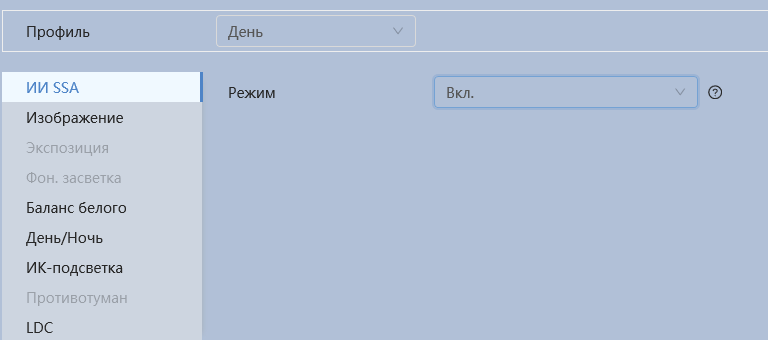 Профиль День
ИИ SSA
Режим Вкл.
Изображение
Экспозиция
Фон. засветка
Баланс белого
День/Ночь
ИК-подсветка
Противотуман
LDC